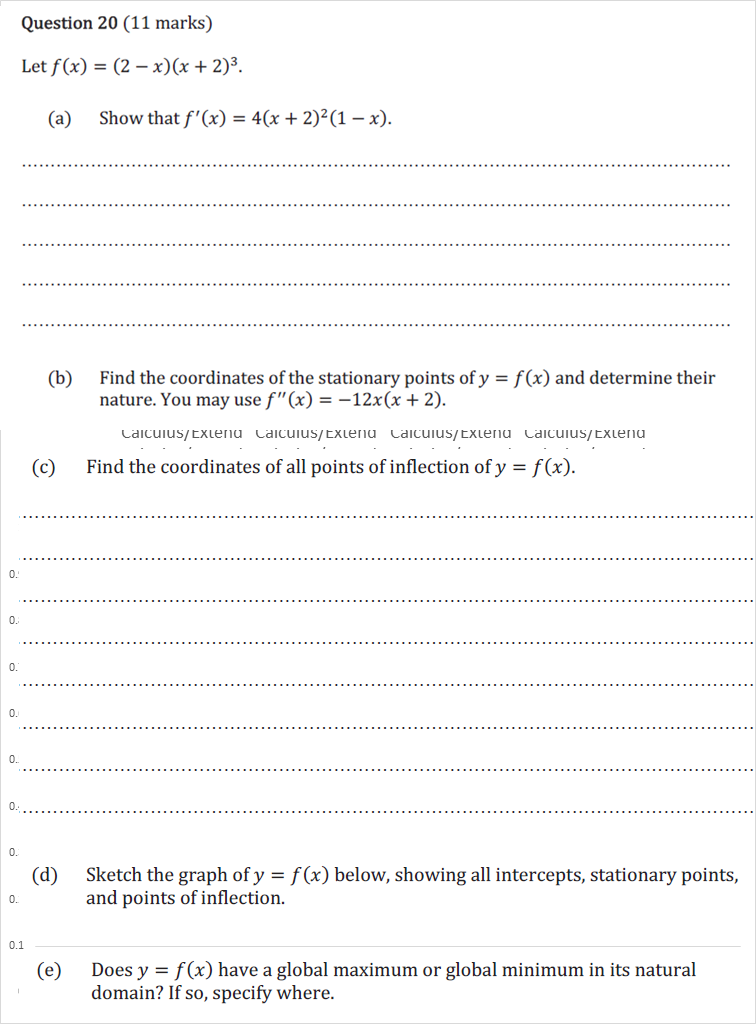 Question 20 (11 marks)
Let f(x) = (2 − x)(x + 2)³.
(a) Show that f′(x) = 4(x + 2)²(1 − x).
(b) Find the coordinates of the stationary points of y = f(x) and determine their
nature. You may use f″(x) = −12x(x + 2).
Calculus/Extend Calculus/Extend Calculus/Extend Calculus/Extend
(c) Find the coordinates of all points of inflection of y = f(x).
0.
0.
0.
0.
0.
0.
0.
(d) Sketch the graph of y = f(x) below, showing all intercepts, stationary points,
0.
and points of inflection.
0.1
(e) Does y = f(x) have a global maximum or global minimum in its natural
domain? If so, specify where.